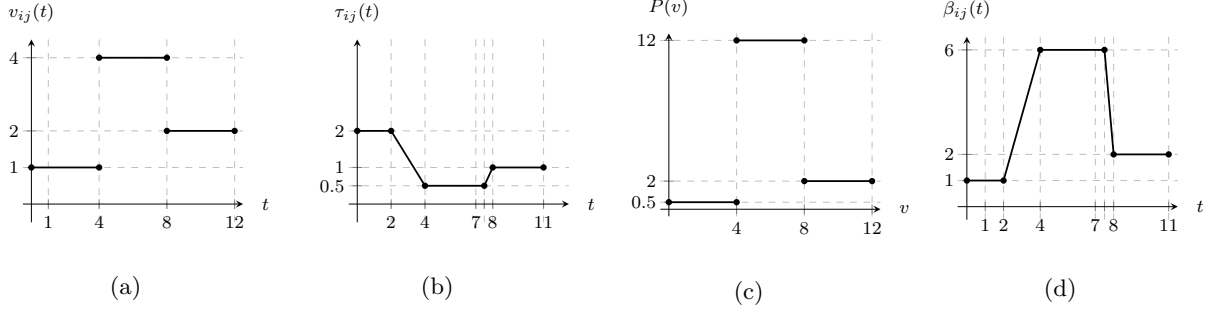 v_{ij}(t)
4
2
1
1 4 8 12 t
(a)
τ_{ij}(t)
2
1
0.5
2 4 7 8 11 t
(b)
P(v)
12
2
0.5
4 8 12 v
(c)
β_{ij}(t)
6
2
1
1 2 4 7 8 11 t
(d)